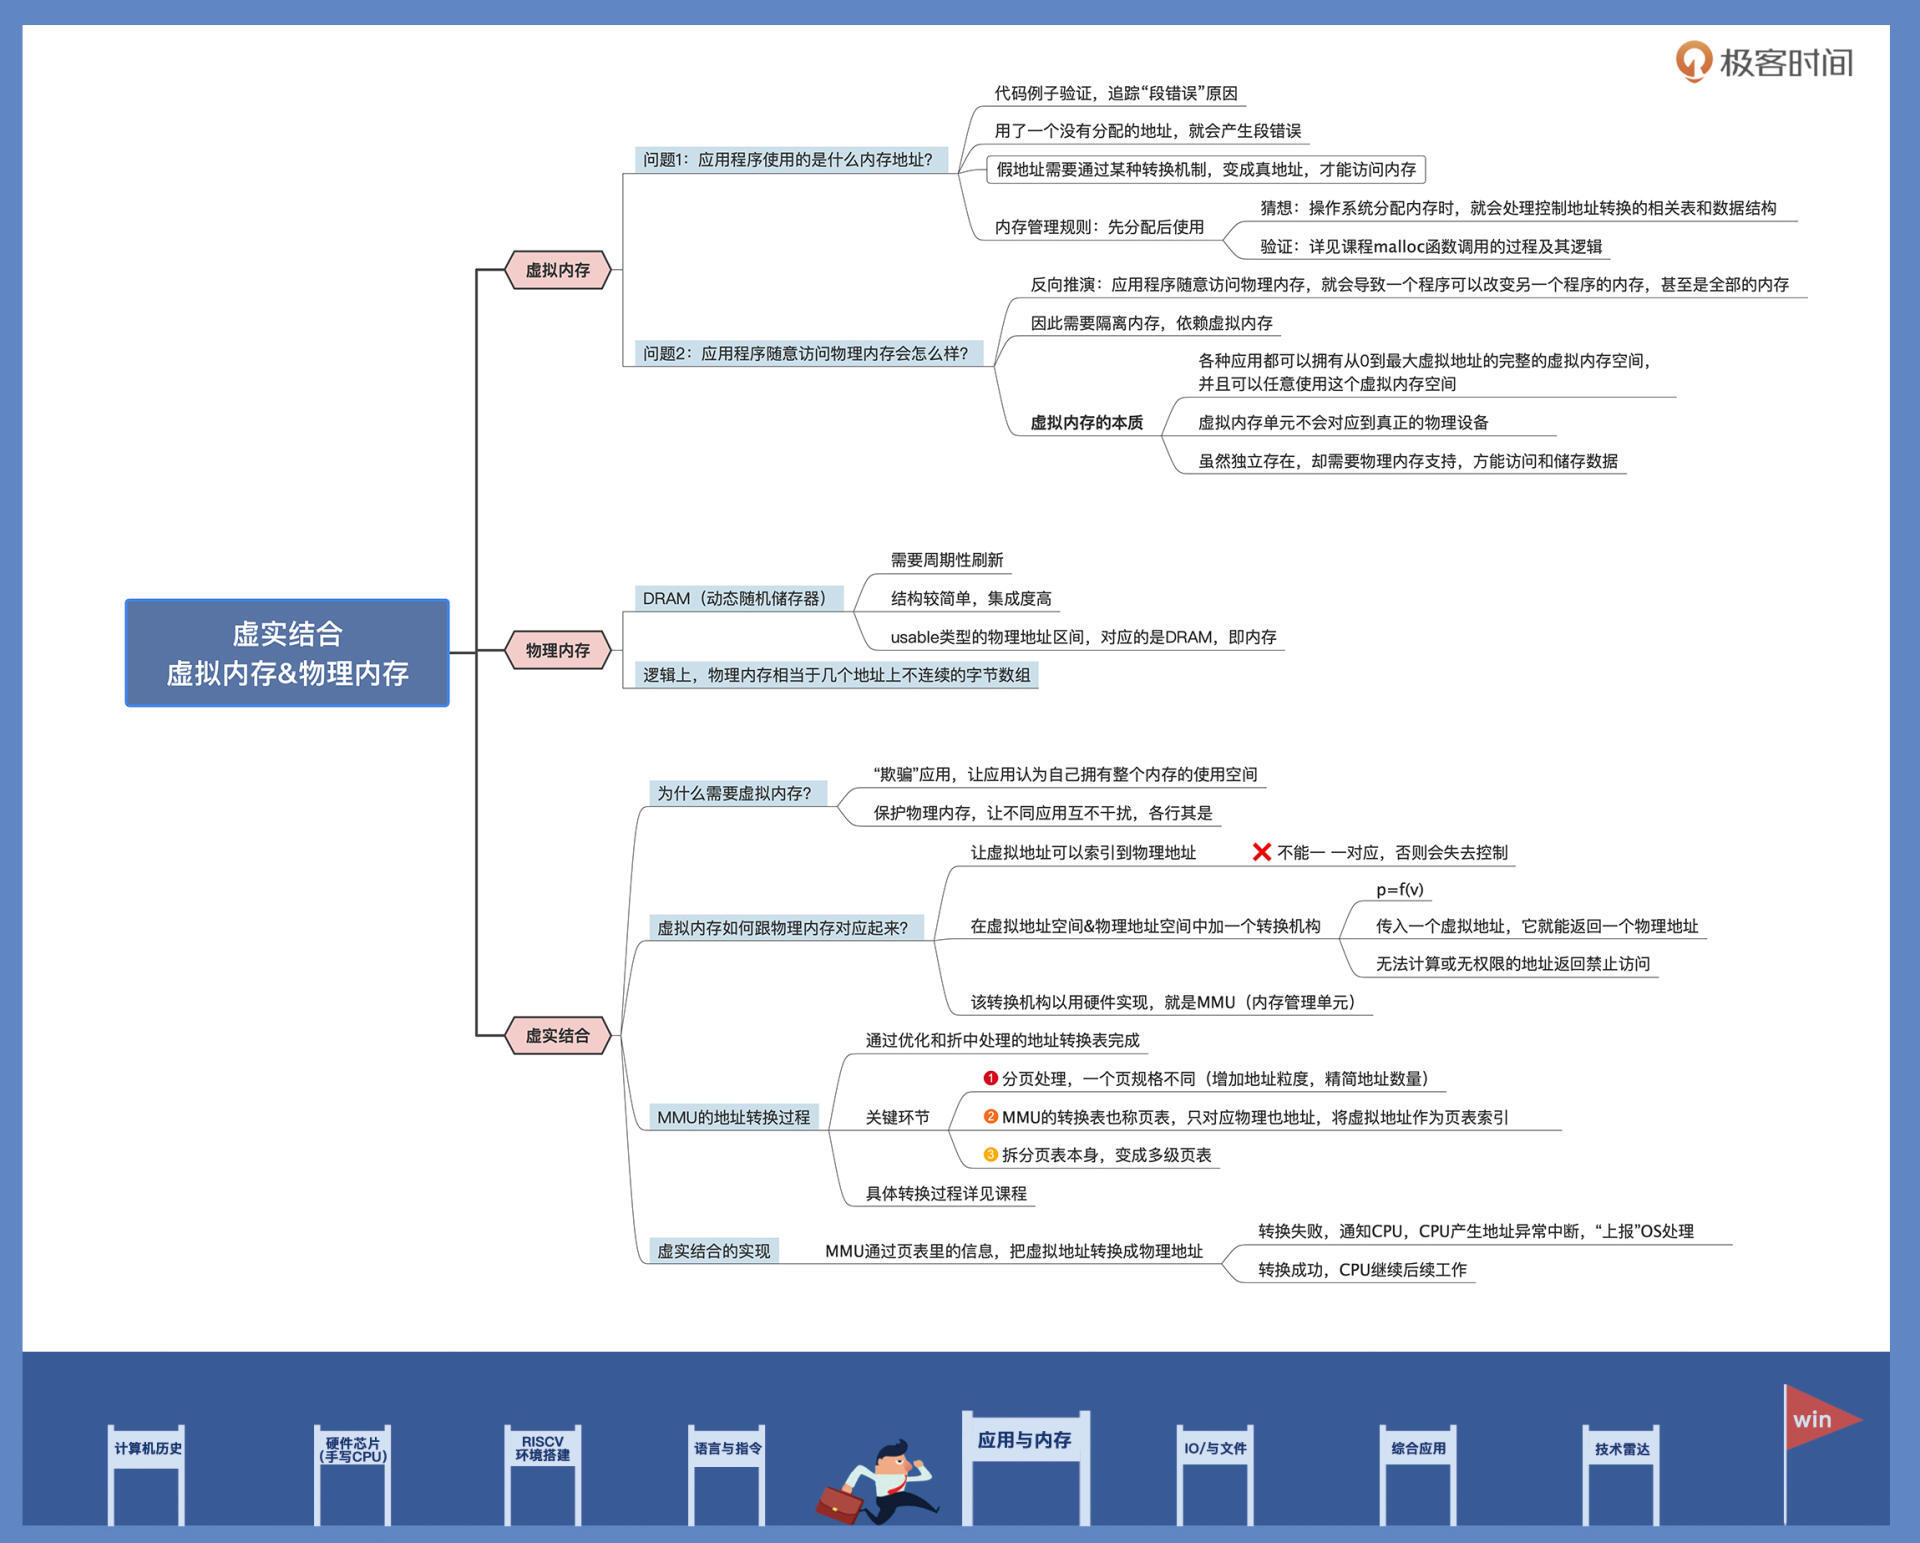 极客时间
虚实结合
虚拟内存&物理内存
虚拟内存
问题1：应用程序使用的是什么内存地址？
代码例子验证，追踪“段错误”原因
用了一个没有分配的地址，就会产生段错误
假地址需要通过某种转换机制，变成真地址，才能访问内存
内存管理规则：先分配后使用
猜想：操作系统分配内存时，就会处理控制地址转换的相关表和数据结构
验证：详见课程malloc函数调用的过程及其逻辑
问题2：应用程序随意访问物理内存会怎么样？
反向推演：应用程序随意访问物理内存，就会导致一个程序可以改变另一个程序的内存，甚至是全部的内存
因此需要隔离内存，依赖虚拟内存
虚拟内存的本质
各种应用都可以拥有从0到最大虚拟地址的完整的虚拟内存空间，
并且可以任意使用这个虚拟内存空间
虚拟内存单元不会对应到真正的物理设备
虽然独立存在，却需要物理内存支持，方能访问和储存数据
物理内存
DRAM（动态随机储存器）
需要周期性刷新
结构较简单，集成度高
usable类型的物理地址区间，对应的是DRAM，即内存
逻辑上，物理内存相当于几个地址上不连续的字节数组
虚实结合
为什么需要虚拟内存？
“欺骗”应用，让应用认为自己拥有整个内存的使用空间
保护物理内存，让不同应用互不干扰，各行其是
虚拟内存如何跟物理内存对应起来？
让虚拟地址可以索引到物理地址
❌ 不能一 一对应，否则会失去控制
在虚拟地址空间&物理地址空间中加一个转换机构
p=f(v)
传入一个虚拟地址，它就能返回一个物理地址
无法计算或无权限的地址返回禁止访问
该转换机构以用硬件实现，就是MMU（内存管理单元）
MMU的地址转换过程
通过优化和折中处理的地址转换表完成
关键环节
1 分页处理，一个页规格不同（增加地址粒度，精简地址数量）
2 MMU的转换表也称页表，只对应物理也地址，将虚拟地址作为页表索引
3 拆分页表本身，变成多级页表
具体转换过程详见课程
虚实结合的实现
MMU通过页表里的信息，把虚拟地址转换成物理地址
转换失败，通知CPU，CPU产生地址异常中断，“上报”OS处理
转换成功，CPU继续后续工作
计算机历史
硬件芯片
(手写CPU)
RISCV
环境搭建
语言与指令
应用与内存
IO/与文件
综合应用
技术雷达
win